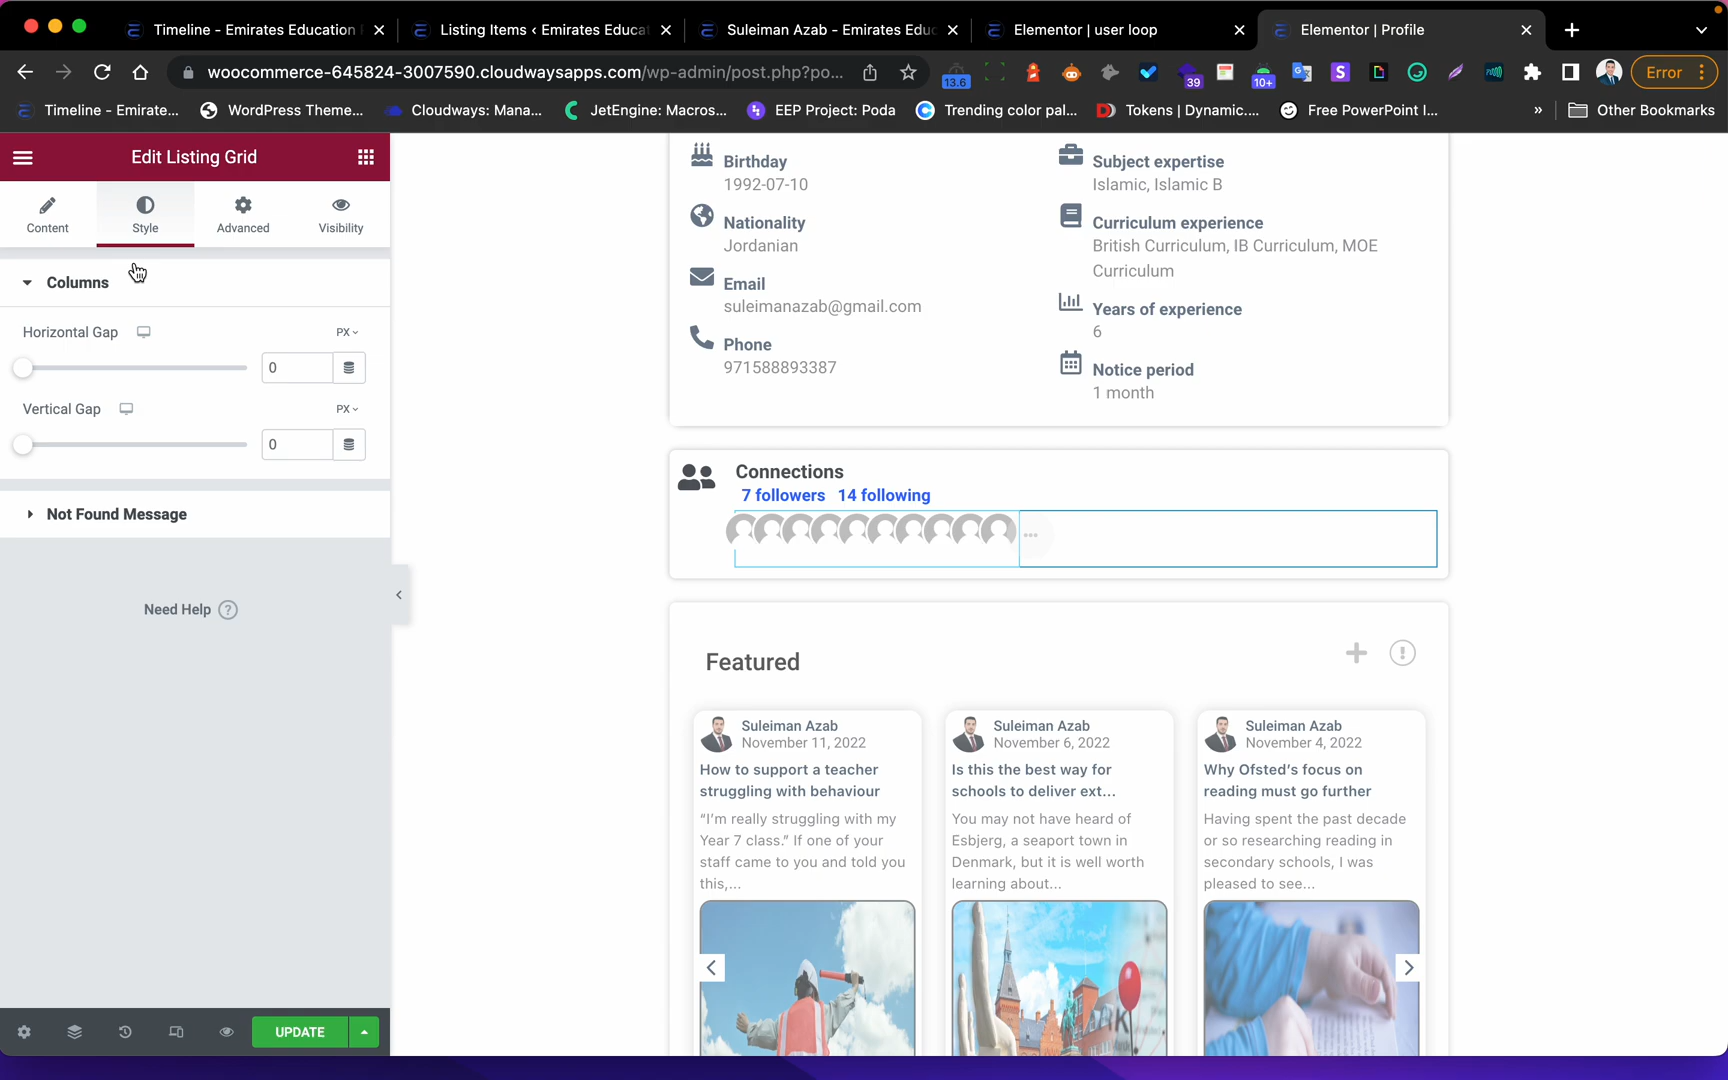 Timeline - Emirates Education
Listing Items ‹ Emirates Educat
Suleiman Azab - Emirates Educ
Elementor | user loop
Elementor | Profile
woocommerce-645824-3007590.cloudwaysapps.com/wp-admin/post.php?po...
13.6
39
10+
Error
Timeline - Emirate...
WordPress Theme...
Cloudways: Mana...
JetEngine: Macros...
EEP Project: Poda
Trending color pal...
Tokens | Dynamic....
Free PowerPoint I...
»
Other Bookmarks
Edit Listing Grid
Content
Style
Advanced
Visibility
Columns
Horizontal Gap
PX
0
Vertical Gap
PX
0
Not Found Message
Need Help ?
UPDATE
Birthday
1992-07-10
Nationality
Jordanian
Email
suleimanazab@gmail.com
Phone
971588893387
Subject expertise
Islamic, Islamic B
Curriculum experience
British Curriculum, IB Curriculum, MOE
Curriculum
Years of experience
6
Notice period
1 month
Connections
7 followers 14 following
Featured
Suleiman Azab
November 11, 2022
How to support a teacher
struggling with behaviour
“I’m really struggling with my
Year 7 class.” If one of your
staff came to you and told you
this,...
Suleiman Azab
November 6, 2022
Is this the best way for
schools to deliver ext...
You may not have heard of
Esbjerg, a seaport town in
Denmark, but it is well worth
learning about...
Suleiman Azab
November 4, 2022
Why Ofsted’s focus on
reading must go further
Having spent the past decade
or so researching reading in
secondary schools, I was
pleased to see...